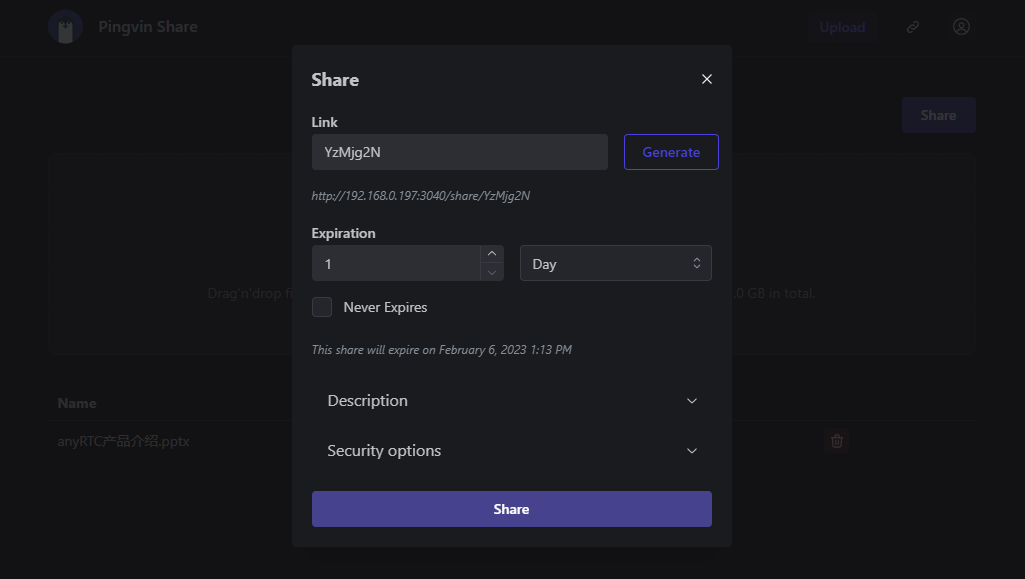 Pingvin Share
Upload
Share
Share
Link
YzMjg2N
Generate
http://192.168.0.197:3040/share/YzMjg2N
Expiration
1
Day
Drag'n'drop fi
.0 GB in total.
Never Expires
This share will expire on February 6, 2023 1:13 PM
Description
Name
anyRTC产品介绍.pptx
Security options
Share